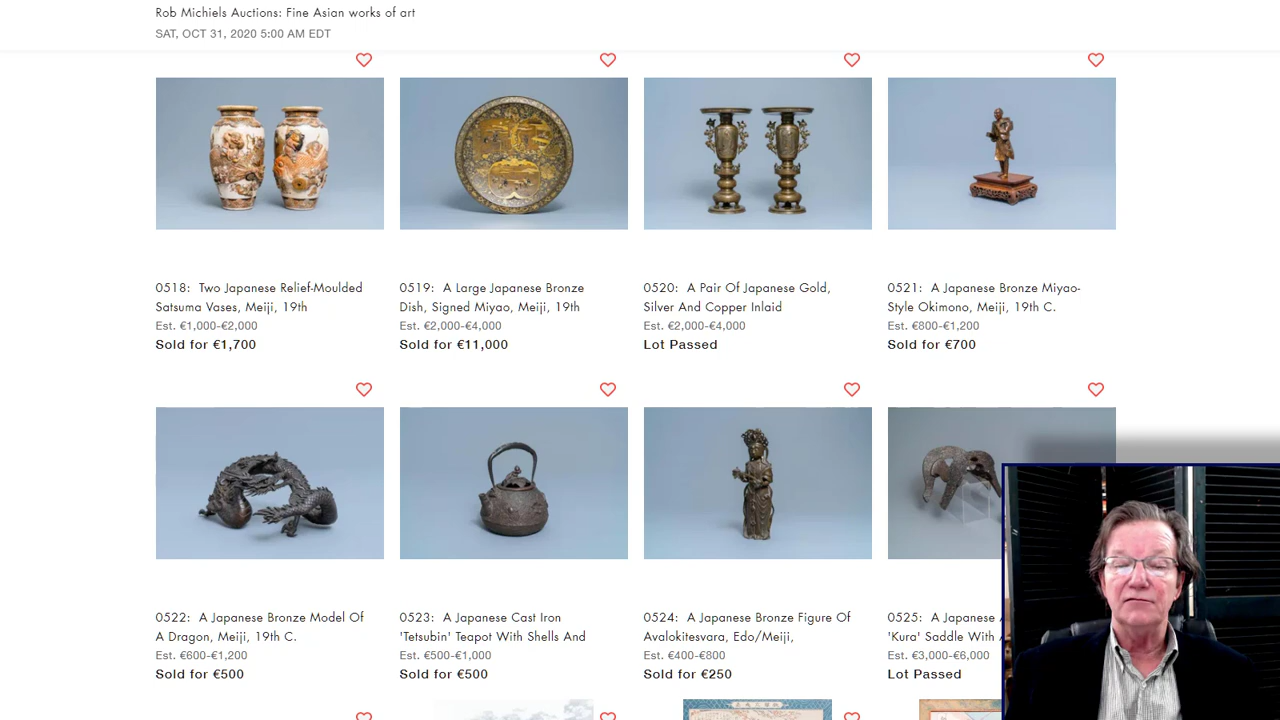 Rob Michiels Auctions: Fine Asian works of art
SAT, OCT 31, 2020 5:00 AM EDT
0518: Two Japanese Relief-Moulded
Satsuma Vases, Meiji, 19th
Est. €1,000-€2,000
Sold for €1,700
0519: A Large Japanese Bronze
Dish, Signed Miyao, Meiji, 19th
Est. €2,000-€4,000
Sold for €11,000
0520: A Pair Of Japanese Gold,
Silver And Copper Inlaid
Est. €2,000-€4,000
Lot Passed
0521: A Japanese Bronze Miyao-
Style Okimono, Meiji, 19th C.
Est. €800-€1,200
Sold for €700
0522: A Japanese Bronze Model Of
A Dragon, Meiji, 19th C.
Est. €600-€1,200
Sold for €500
0523: A Japanese Cast Iron
'Tetsubin' Teapot With Shells And
Est. €500-€1,000
Sold for €500
0524: A Japanese Bronze Figure Of
Avalokitesvara, Edo/Meiji,
Est. €400-€800
Sold for €250
0525: A Japanese
'Kura' Saddle With
Est. €3,000-€6,000
Lot Passed